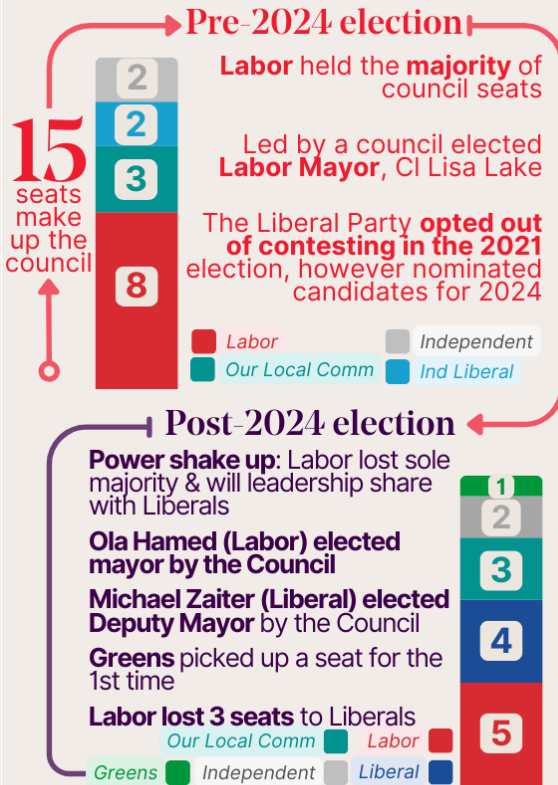 Pre-2024 election
2
2
3
8
15
seats
make
up the
council
Labor held the majority of
council seats
Led by a council elected
Labor Mayor, Cl Lisa Lake
The Liberal Party opted out
of contesting in the 2021
election, however nominated
candidates for 2024
Labor
Independent
Our Local Comm
Ind Liberal
Post-2024 election
Power shake up: Labor lost sole
majority & will leadership share
with Liberals
Ola Hamed (Labor) elected
mayor by the Council
Michael Zaiter (Liberal) elected
Deputy Mayor by the Council
Greens picked up a seat for the
1st time
Labor lost 3 seats to Liberals
1
2
3
4
5
Our Local Comm
Labor
Greens
Independent
Liberal